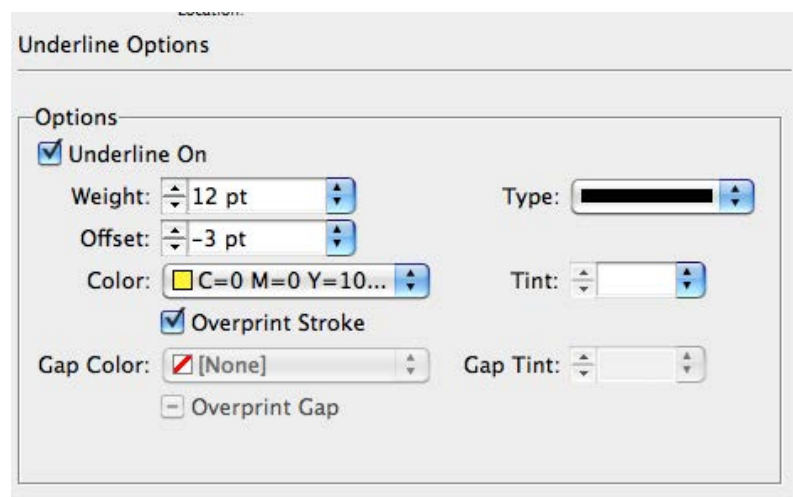 Underline Options
Options
Underline On
Weight: 12 pt Type:
Offset: -3 pt
Color: C=0 M=0 Y=10... Tint:
Overprint Stroke
Gap Color: [None] Gap Tint:
Overprint Gap